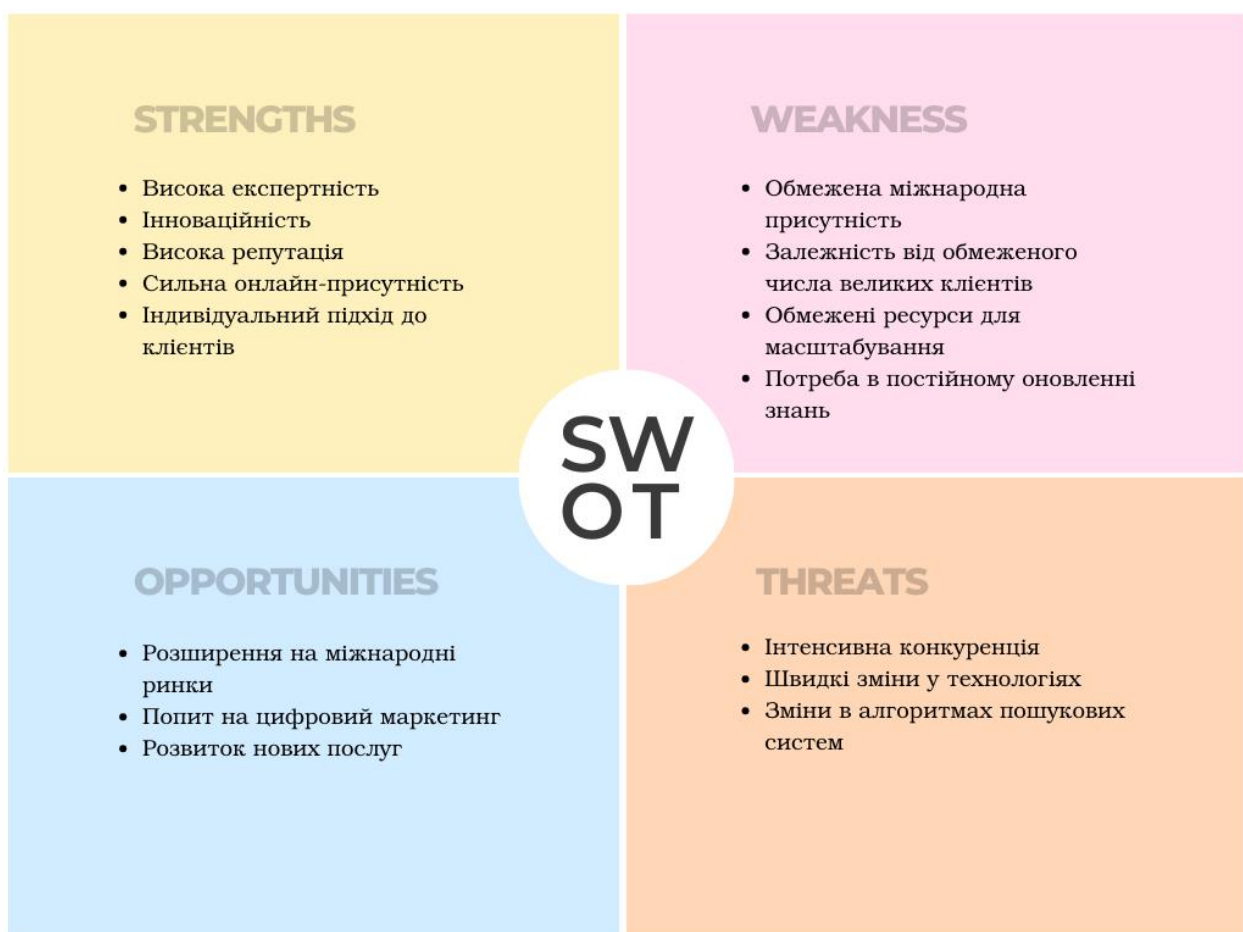 STRENGTHS
• Висока експертність
• Інноваційність
• Висока репутація
• Сильна онлайн-присутність
• Індивідуальний підхід до
клієнтів
WEAKNESS
• Обмежена міжнародна
присутність
• Залежність від обмеженого
числа великих клієнтів
• Обмежені ресурси для
масштабування
• Потреба в постійному оновленні
знань
SW
OT
OPPORTUNITIES
• Розширення на міжнародні
ринки
• Попит на цифровий маркетинг
• Розвиток нових послуг
THREATS
• Інтенсивна конкуренція
• Швидкі зміни у технологіях
• Зміни в алгоритмах пошукових
систем